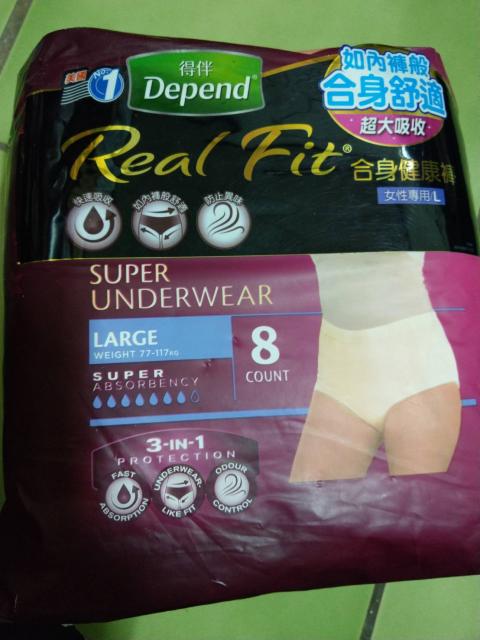 美國
No.1
得伴
Depend®
如內褲般
合身舒適
超大吸收
Real Fit®
合身健康褲
女性專用/L
快速吸收
如內褲般舒適
防止異味
SUPER
UNDERWEAR
LARGE
WEIGHT 77-117KG
8
COUNT
SUPER
ABSORBENCY
3-IN-1
PROTECTION
FAST
ABSORPTION
UNDERWEAR-
LIKE FIT
ODOUR
CONTROL